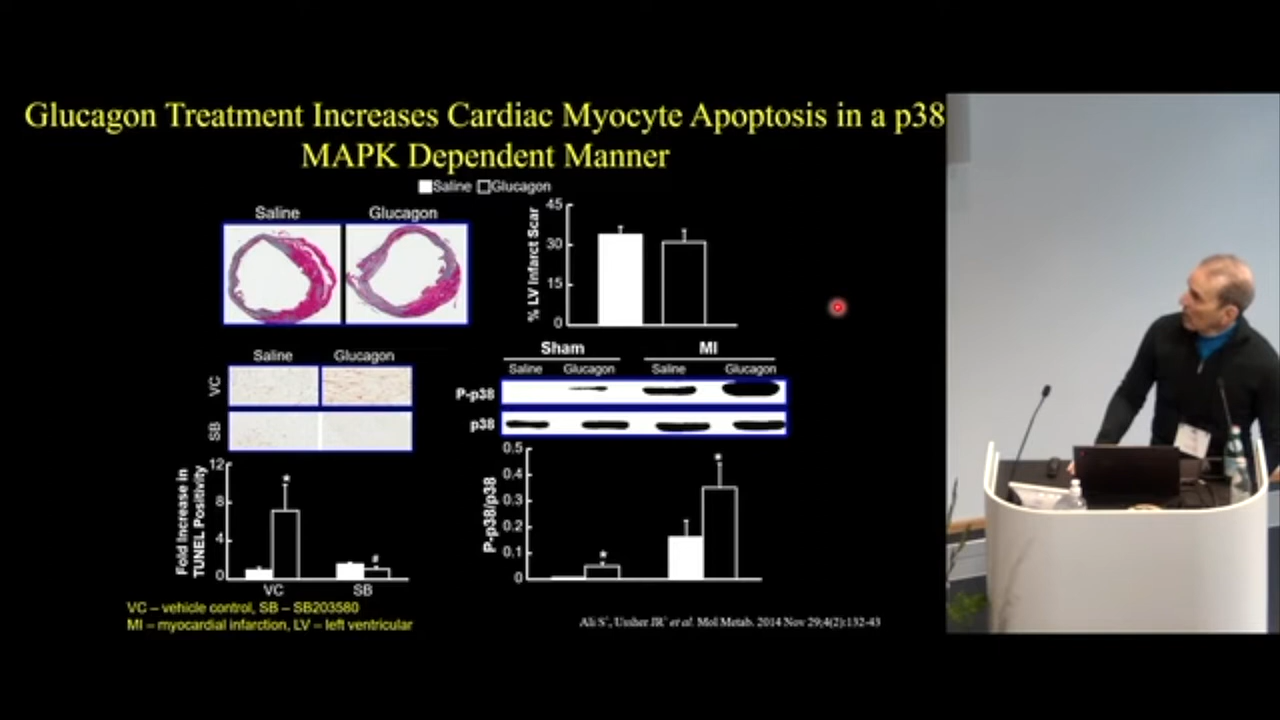 Glucagon Treatment Increases Cardiac Myocyte Apoptosis in a p38
MAPK Dependent Manner
Saline Glucagon
Saline Glucagon
% LV Infarct Scar
45
30
15
0
Saline Glucagon
VC
SB
Sham MI
Saline Glucagon Saline Glucagon
P-p38
p38
Fold Increase in
TUNEL Positivity
12
8
4
0
*
#
VC SB
P-p38/p38
0.5
0.4
0.3
0.2
0.1
0
*
*
VC – vehicle control, SB – SB203580
MI – myocardial infarction, LV – left ventricular
Ali S*, Ussher JR* et al. Mol Metab. 2014 Nov 29;4(2):132-43